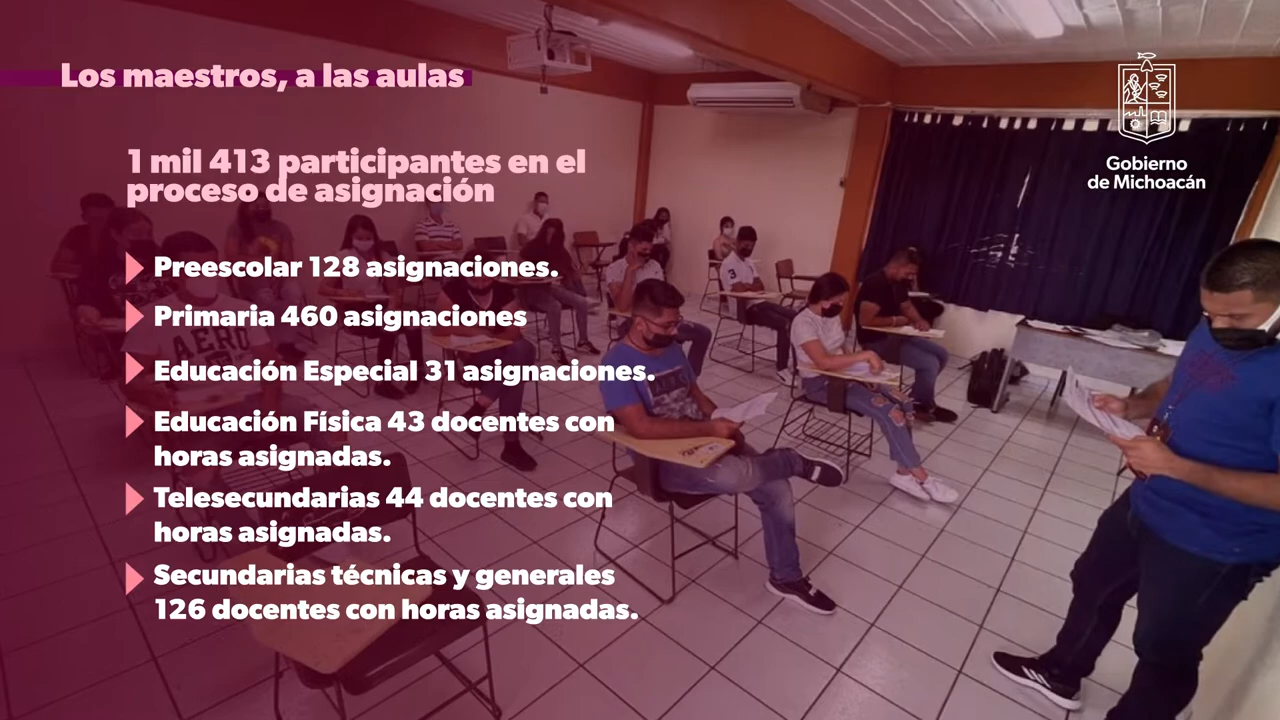 Los maestros, a las aulas
Gobierno
de Michoacán
1 mil 413 participantes en el
proceso de asignación
Preescolar 128 asignaciones.
Primaria 460 asignaciones
Educación Especial 31 asignaciones.
Educación Física 43 docentes con
horas asignadas.
Telesecundarias 44 docentes con
horas asignadas.
Secundarias técnicas y generales
126 docentes con horas asignadas.
AERO
3